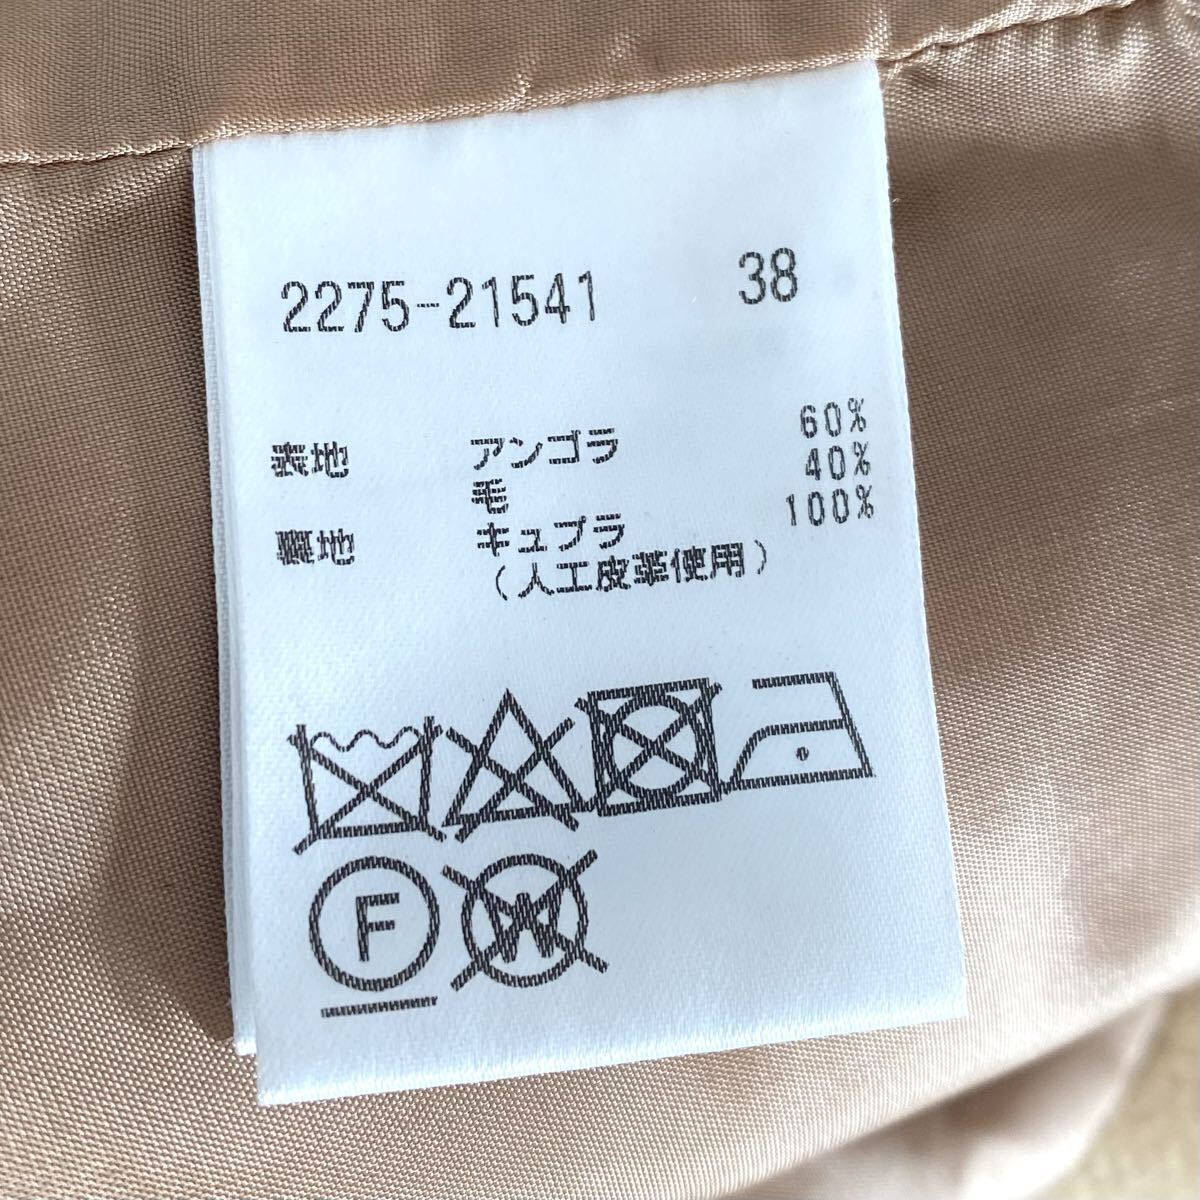 2275-21541 38
表地 アンゴラ 60%
毛 40%
裏地 キュプラ 100%
(人工皮革使用)
F W